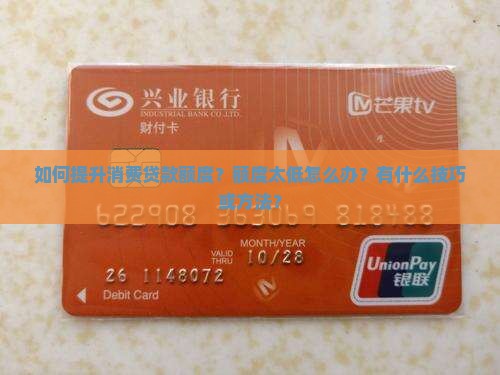 兴业银行
INDUSTRIAL BANK CO.,LTD.
芒果tv
财付卡
如何提升消费贷款额度？额度太低怎么办？有什么技巧
或方法？
622908 363069 818488
MONTH/YEAR
VALID
THRU
10/28
26 1148072
Debit Card
UnionPay
银联